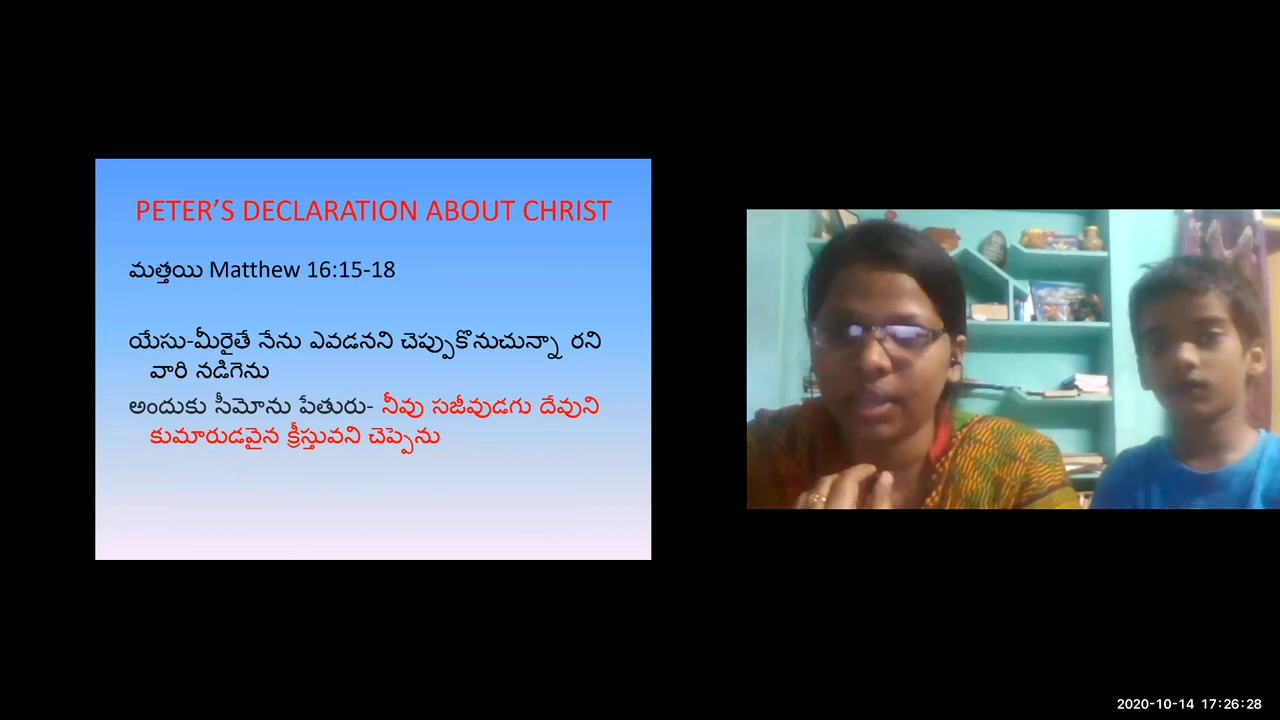 PETER’S DECLARATION ABOUT CHRIST
మత్తయి Matthew 16:15-18
యేసు-మీరైతే నేను ఎవడనని చెప్పుకొనుచున్నా రని
వారి నడిగెను
అందుకు సీమోను పేతురు- నీవు సజీవుడగు దేవుని
కుమారుడవైన క్రీస్తువని చెప్పెను
2020-10-14 17:26:28